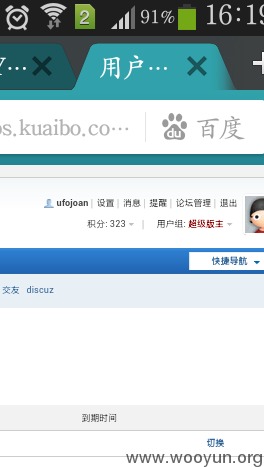 2 91% 16:19
Y… 用户…
os.kuaibo.co… du 百度
ufojoan | 设置 | 消息 | 提醒 | 论坛管理 | 退出
积分: 323 | 用户组: 超级版主
快捷导航
交友 discuz
到期时间
切换
www.wooyun.org